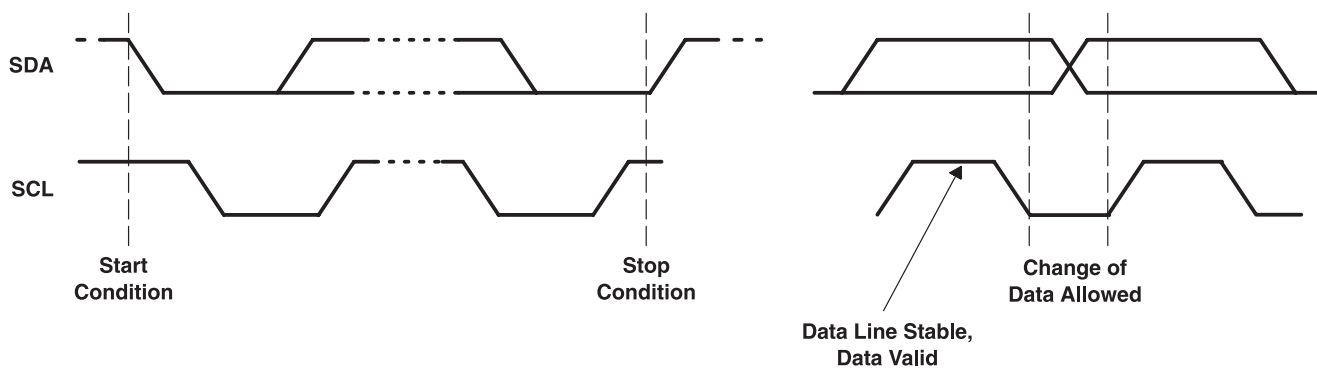 SDA
SCL
Start
Condition
Stop
Condition
Change of
Data Allowed
Data Line Stable,
Data Valid